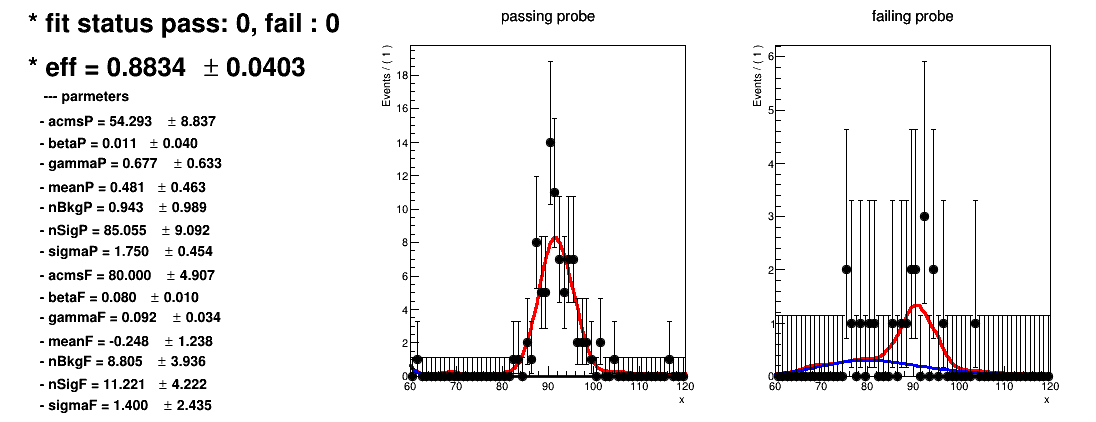 * fit status pass: 0, fail : 0
* eff = 0.8834 ± 0.0403
--- parmeters
- acmsP = 54.293 ± 8.837
- betaP = 0.011 ± 0.040
- gammaP = 0.677 ± 0.633
- meanP = 0.481 ± 0.463
- nBkgP = 0.943 ± 0.989
- nSigP = 85.055 ± 9.092
- sigmaP = 1.750 ± 0.454
- acmsF = 80.000 ± 4.907
- betaF = 0.080 ± 0.010
- gammaF = 0.092 ± 0.034
- meanF = -0.248 ± 1.238
- nBkgF = 8.805 ± 3.936
- nSigF = 11.221 ± 4.222
- sigmaF = 1.400 ± 2.435
passing probe
Events / ( 1 )
18
16
14
12
10
8
6
4
2
0
60 70 80 90 100 110 120
x
failing probe
Events / ( 1 )
6
5
4
3
2
1
0
60 70 80 90 100 110 120
x